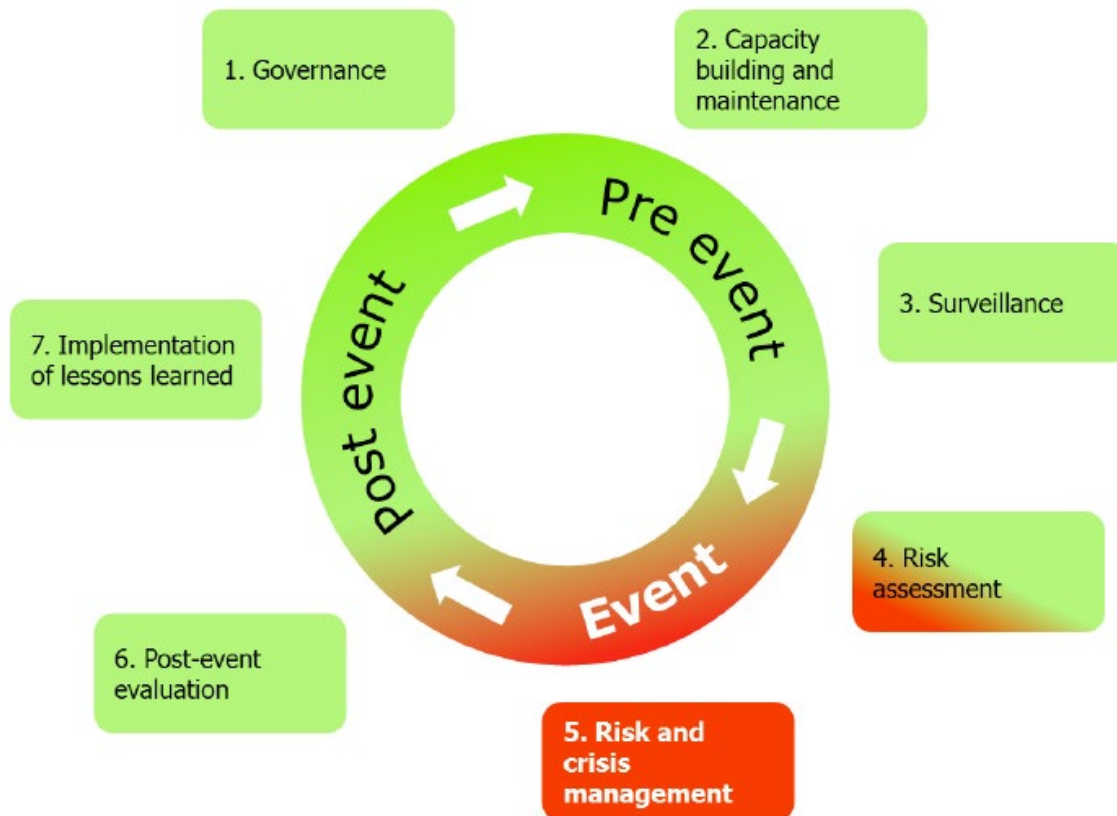 1. Governance
2. Capacity
building and
maintenance
Pre event
3. Surveillance
4. Risk
assessment
Event
5. Risk and
crisis
management
6. Post-event
evaluation
Post event
7. Implementation
of lessons learned